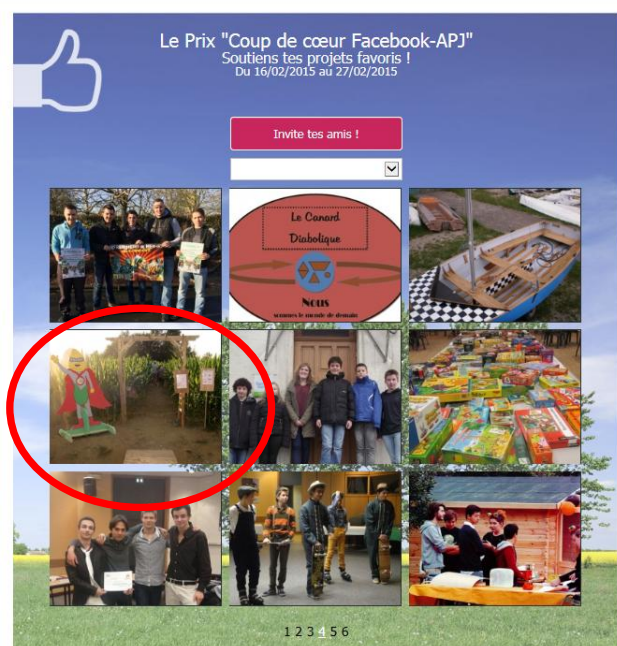 Le Prix "Coup de cœur Facebook-APJ"
Soutiens tes projets favoris !
Du 16/02/2015 au 27/02/2015
Invite tes amis !
Le Canard
Diabolique
Nous
sommes le monde de demain
1 2 3 4 5 6